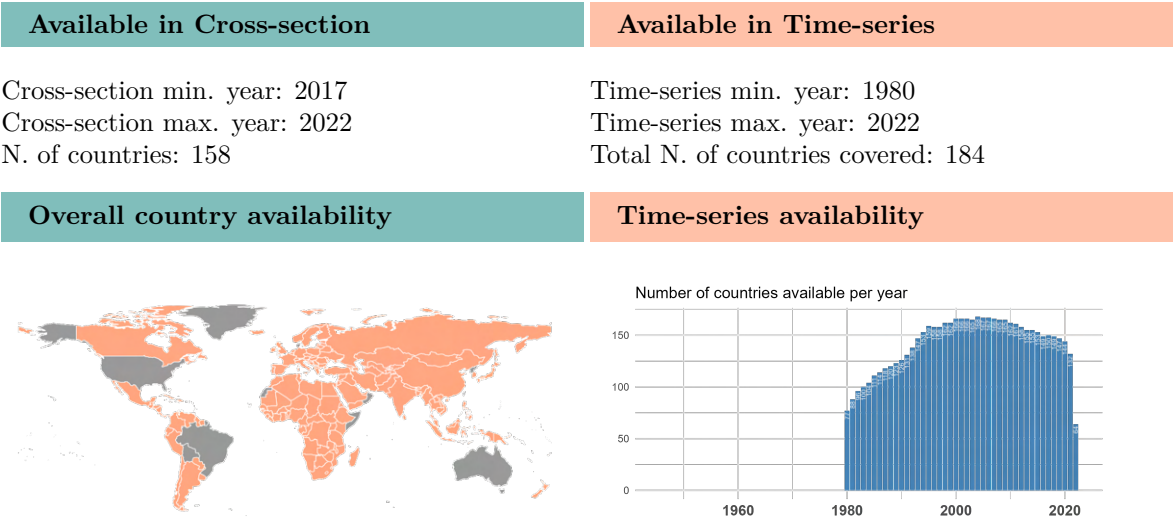 Available in Cross-section
Available in Time-series
Cross-section min. year: 2017
Cross-section max. year: 2022
N. of countries: 158
Time-series min. year: 1980
Time-series max. year: 2022
Total N. of countries covered: 184
Overall country availability
Time-series availability
Number of countries available per year
150
100
50
0
1960
1980
2000
2020